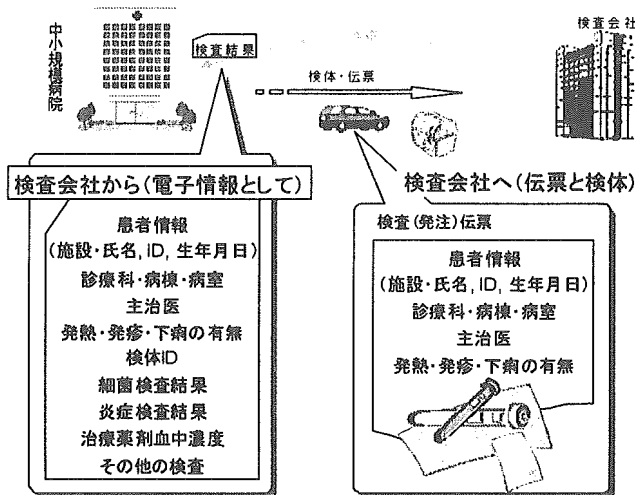 中小規模病院
検査結果
検体・伝票
検査会社
検査会社から(電子情報として)
患者情報
(施設・氏名, ID, 生年月日)
診療科・病棟・病室
主治医
発熱・発疹・下痢の有無
検体ID
細菌検査結果
炎症検査結果
治療薬剤血中濃度
その他の検査
検査会社へ(伝票と検体)
検査(発注)伝票
患者情報
(施設・氏名, ID, 生年月日)
診療科・病棟・病室
主治医
発熱・発疹・下痢の有無